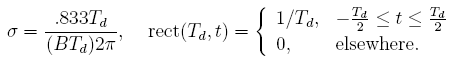 σ = .833T_d / (BT_d)2π, rect(T_d, t) = { 1/T_d, −T_d/2 ≤ t ≤ T_d/2
0, elsewhere.